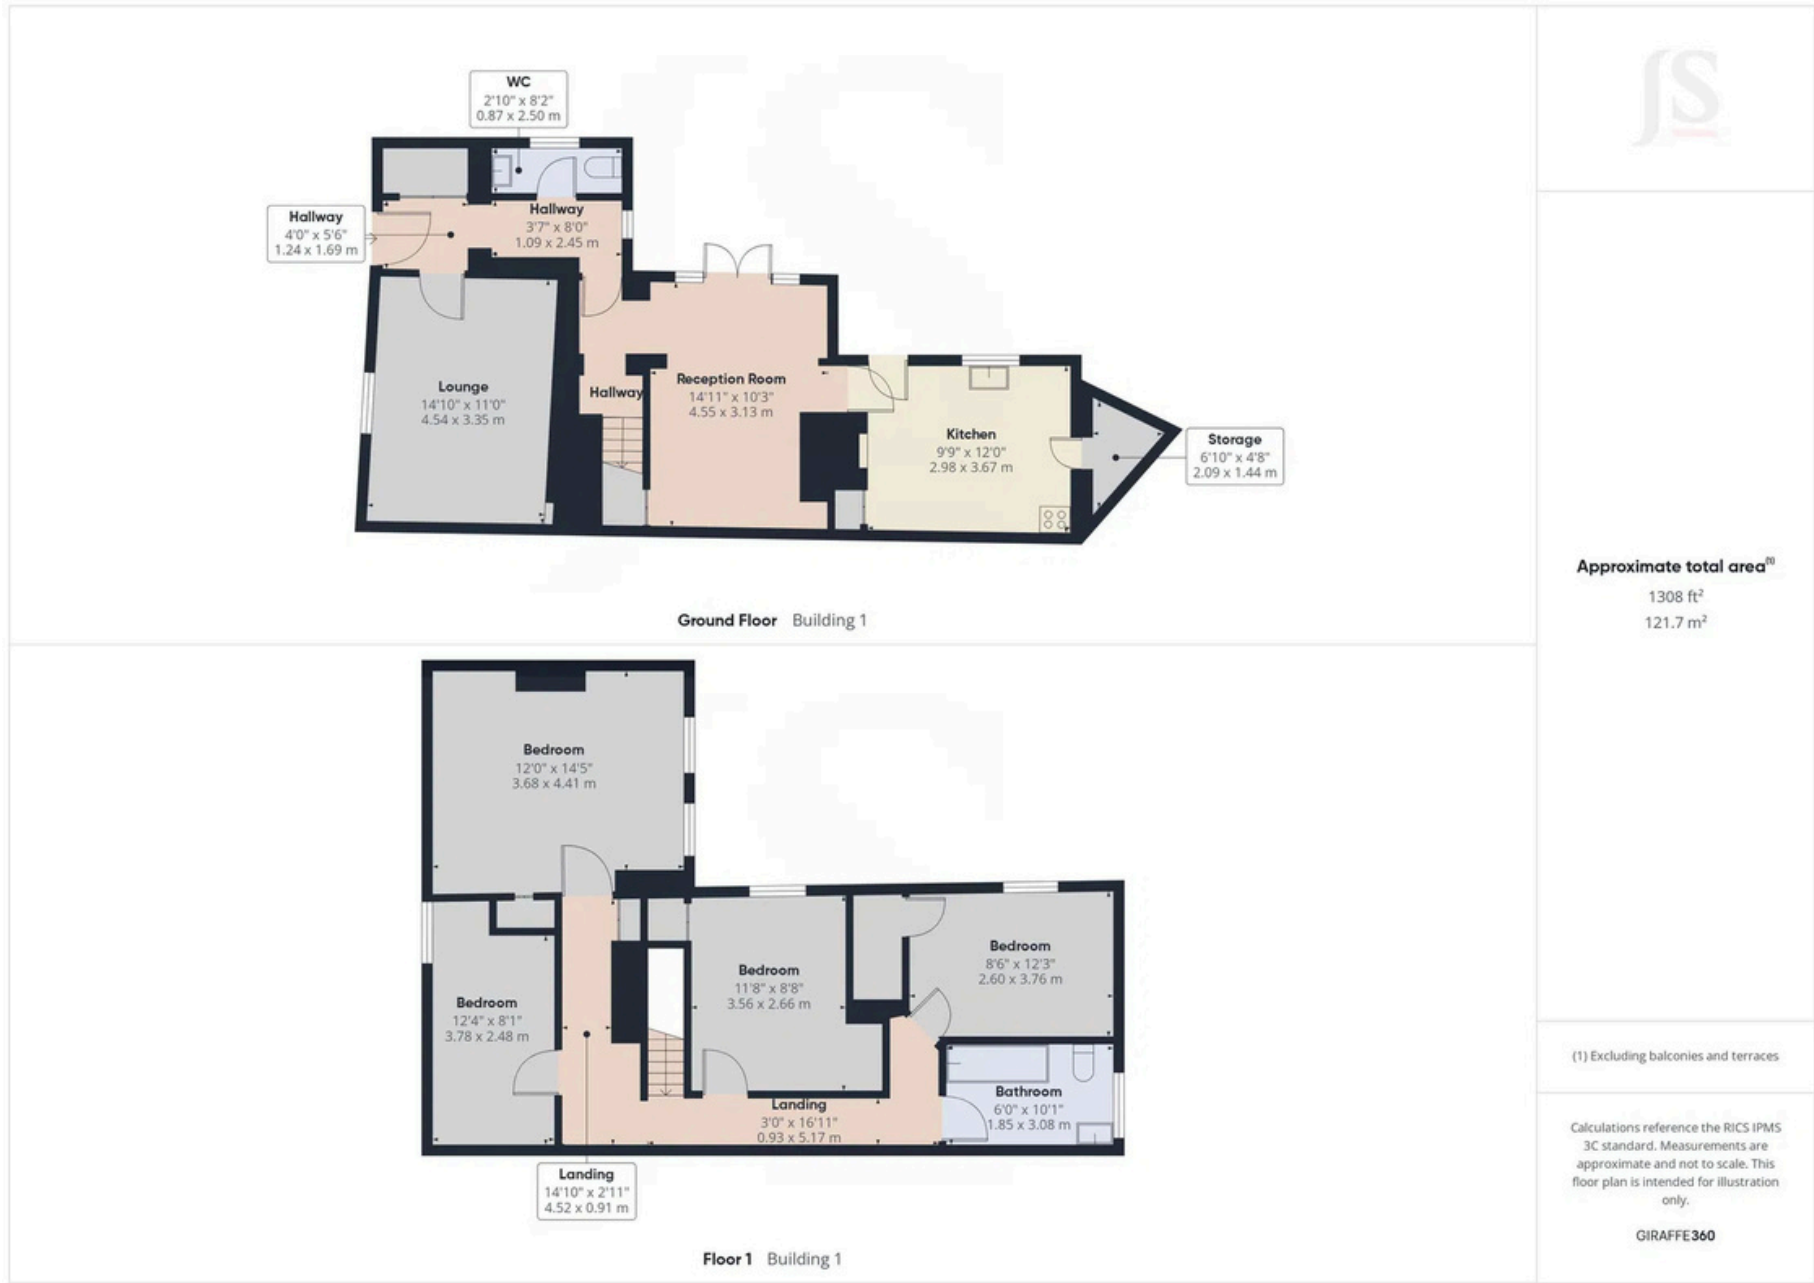 WC
2'10" x 8'2"
0.87 x 2.50 m
Hallway
4'0" x 5'6"
1.24 x 1.69 m
Hallway
3'7" x 8'0"
1.09 x 2.45 m
Lounge
14'10" x 11'0"
4.54 x 3.35 m
Hallway
Reception Room
14'11" x 10'3"
4.55 x 3.13 m
Kitchen
9'9" x 12'0"
2.98 x 3.67 m
Storage
6'10" x 4'8"
2.09 x 1.44 m
Ground Floor Building 1
Bedroom
12'0" x 14'5"
3.68 x 4.41 m
Bedroom
12'4" x 8'1"
3.78 x 2.48 m
Bedroom
11'8" x 8'8"
3.56 x 2.66 m
Bedroom
8'6" x 12'3"
2.60 x 3.76 m
Bathroom
6'0" x 10'1"
1.85 x 3.08 m
Landing
3'0" x 16'11"
0.93 x 5.17 m
Landing
14'10" x 2'11"
4.52 x 0.91 m
Floor 1 Building 1
JS
Approximate total area(1)
1308 ft²
121.7 m²
(1) Excluding balconies and terraces
Calculations reference the RICS IPMS
3C standard. Measurements are
approximate and not to scale. This
floor plan is intended for illustration
only.
GIRAFFE360